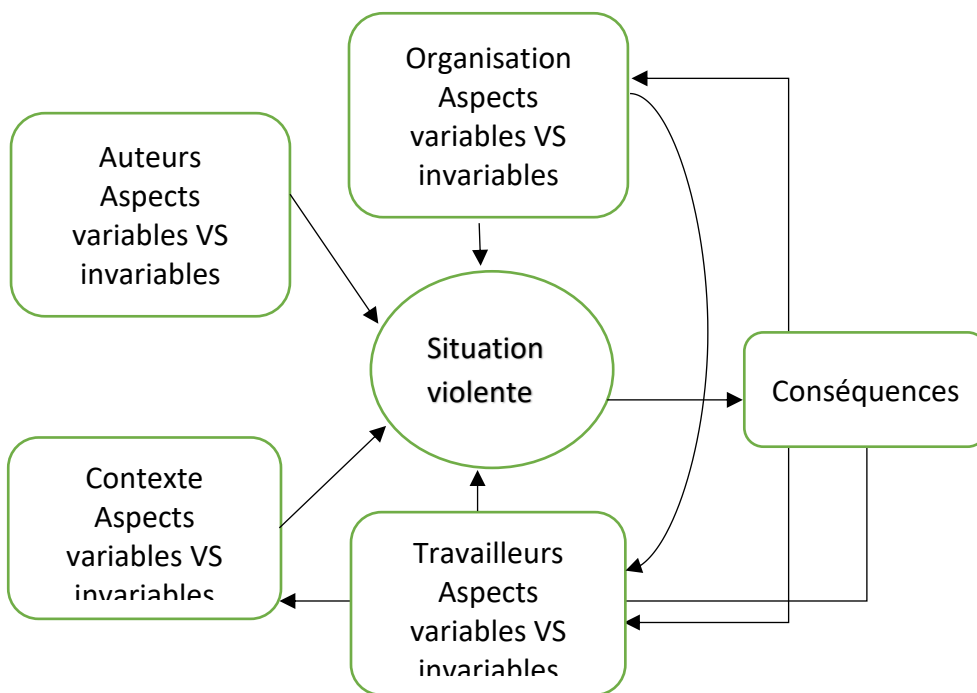 Organisation
Aspects
variables VS
invariables
Auteurs
Aspects
variables VS
invariables
Situation
violente
Conséquences
Contexte
Aspects
variables VS
invariables
Travailleurs
Aspects
variables VS
invariables